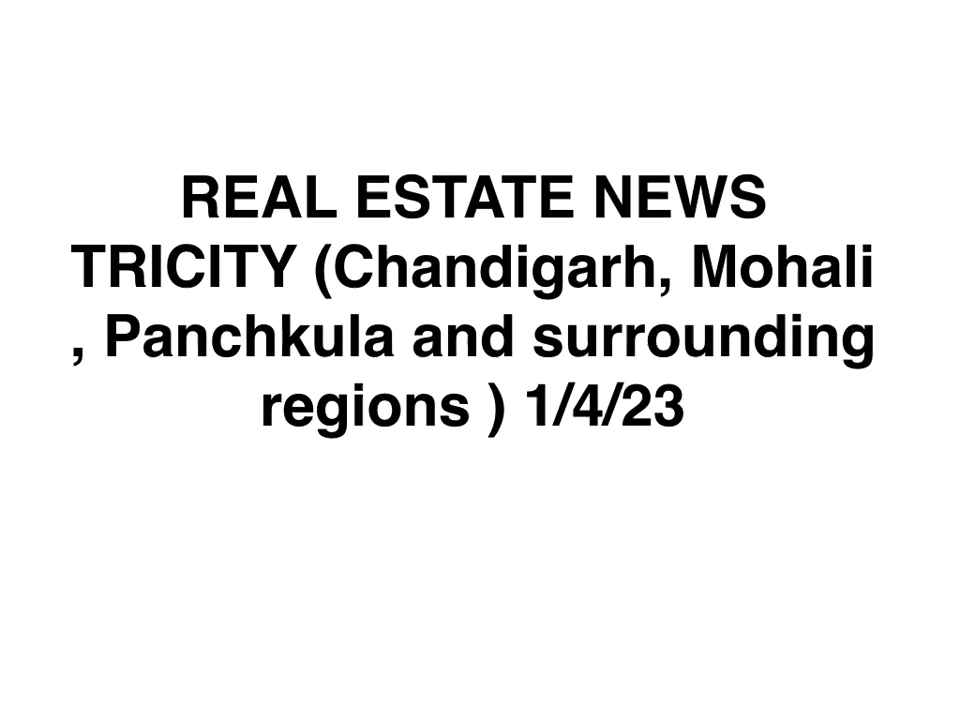 REAL ESTATE NEWS
TRICITY (Chandigarh, Mohali
, Panchkula and surrounding
regions ) 1/4/23